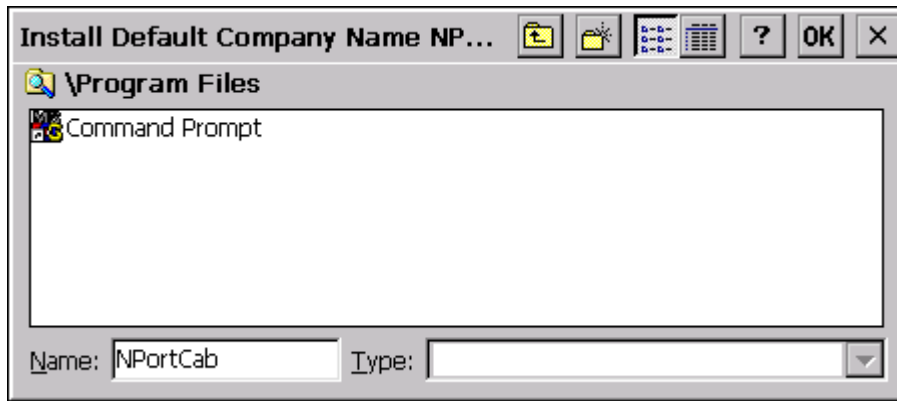 Install Default Company Name NP... ? OK ×
\Program Files
Command Prompt
Name: NPortCab Type: